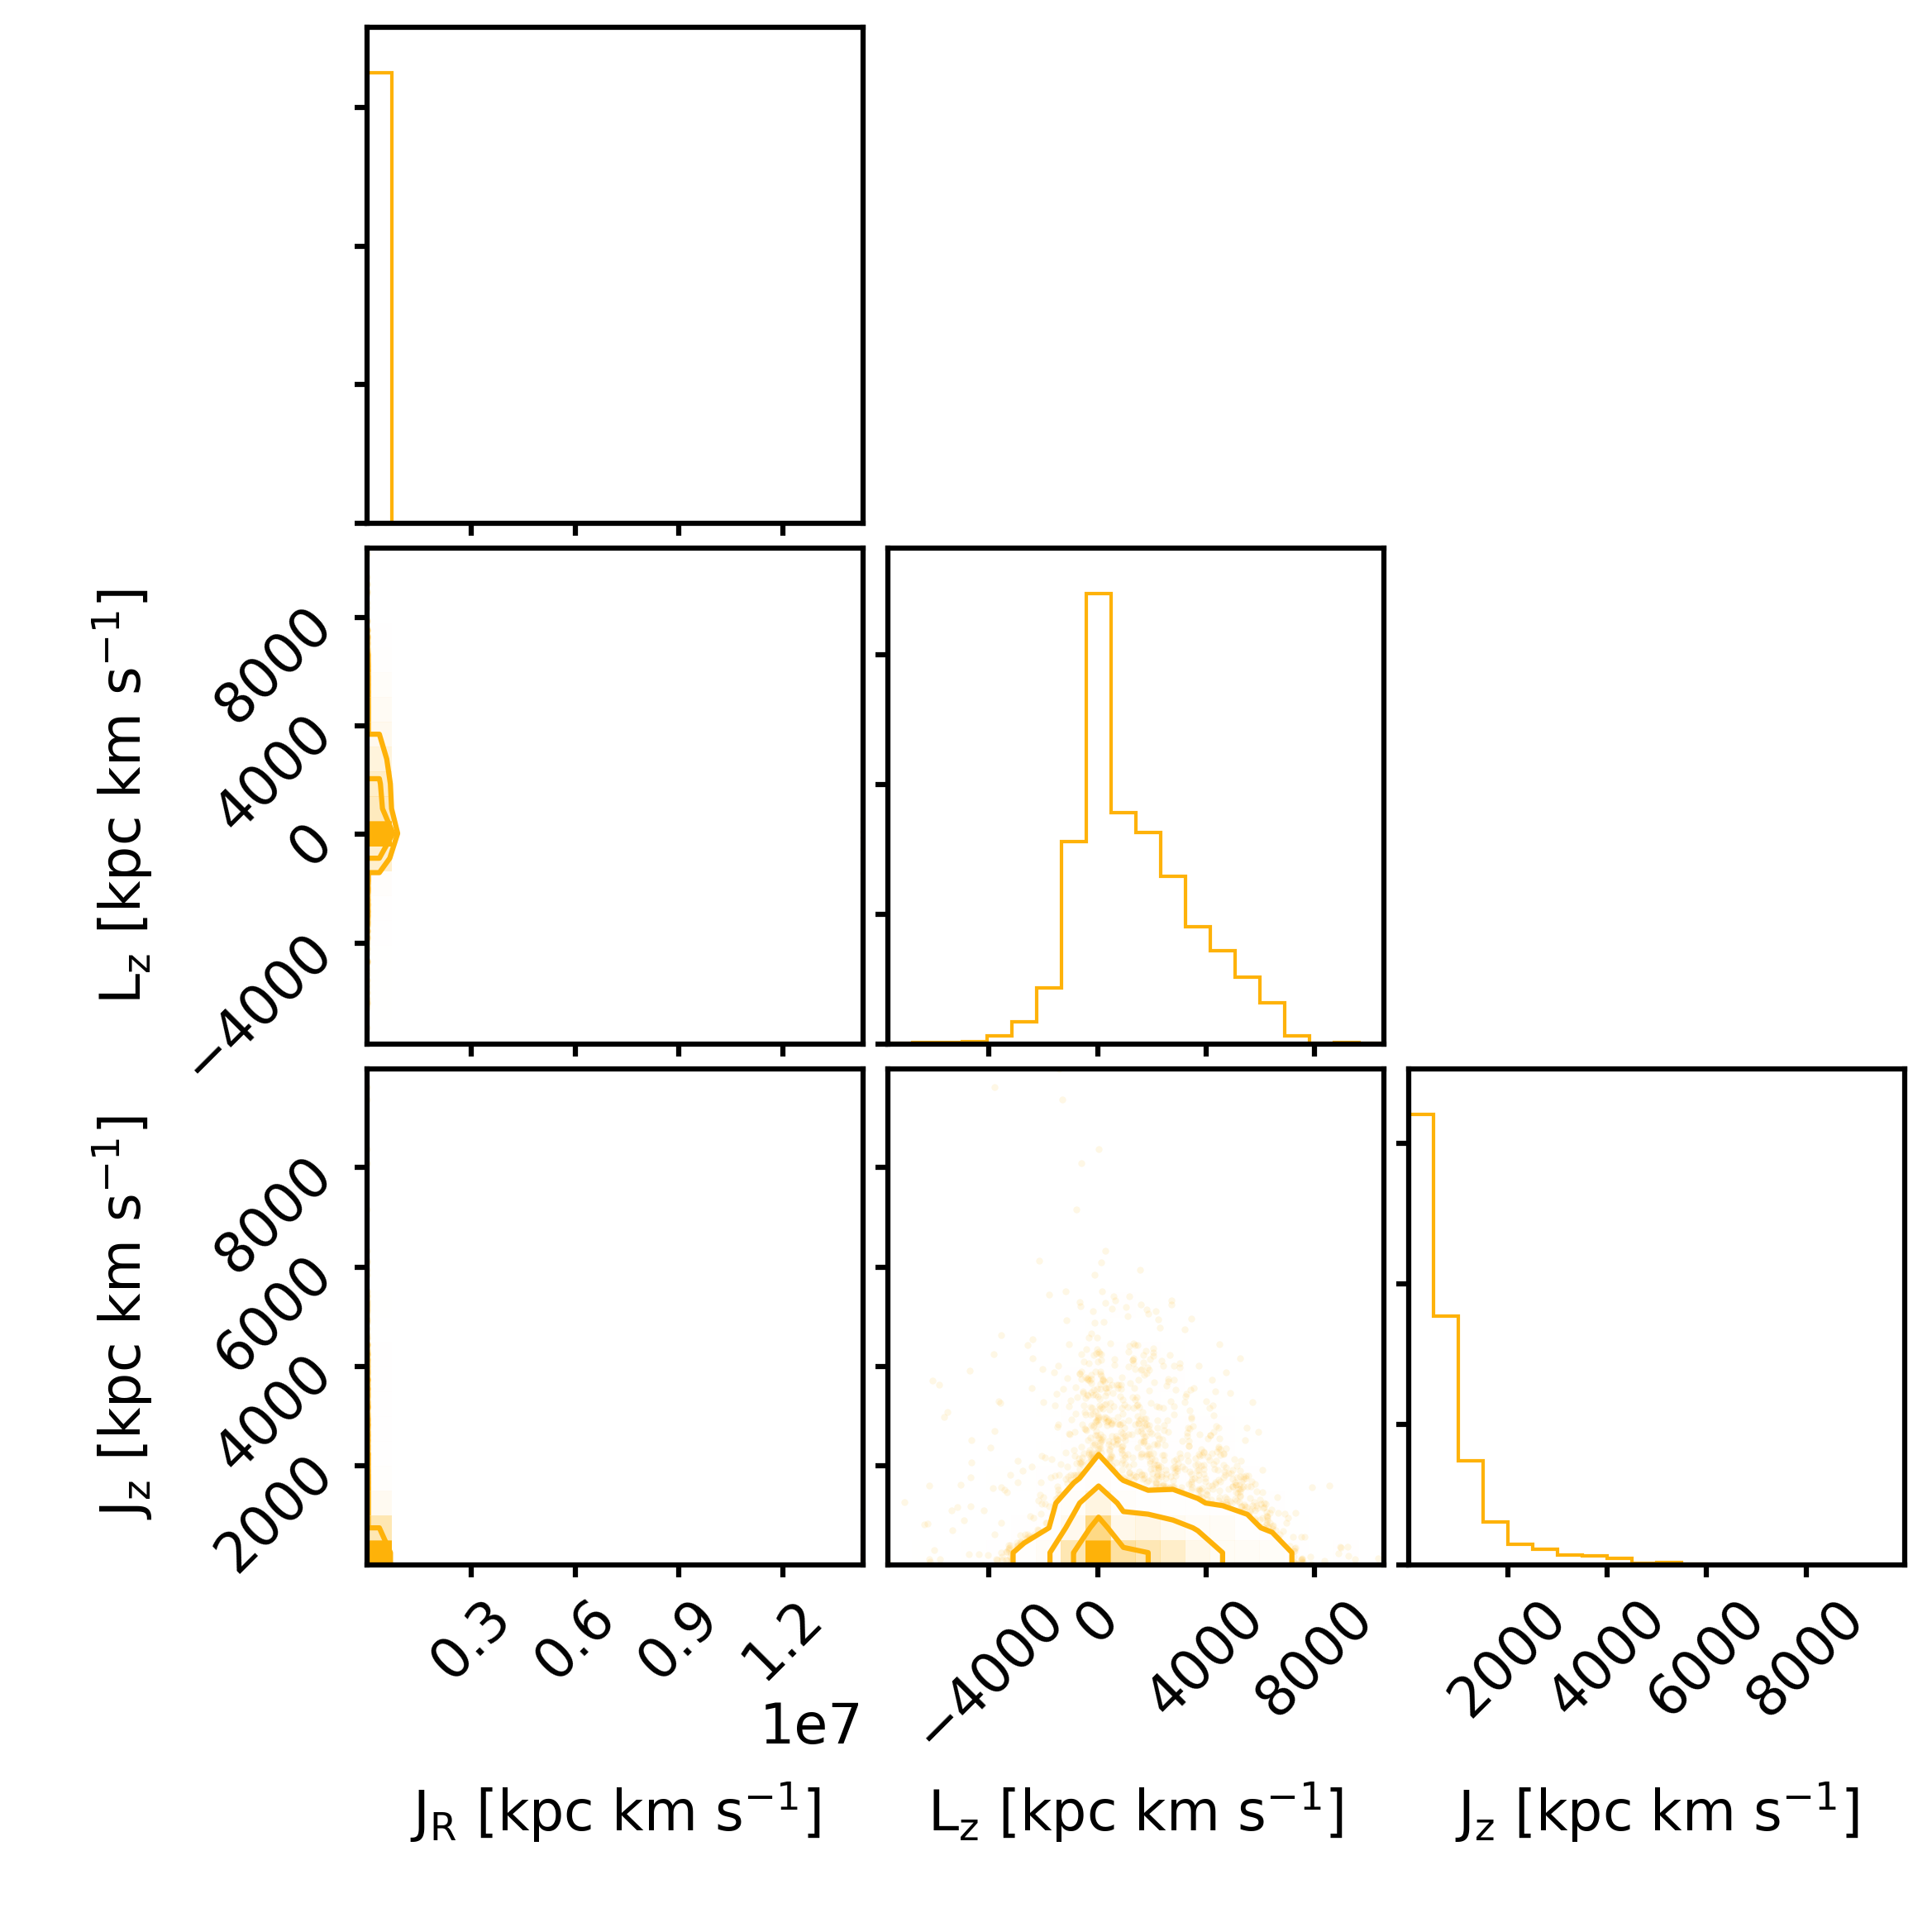 L_z [kpc km s^−1]
8000
4000
0
−4000
J_z [kpc km s^−1]
8000
6000
4000
2000
0.3 0.6 0.9 1.2
1e7
−4000 0 4000 8000
2000 4000 6000 8000
J_R [kpc km s^−1]
L_z [kpc km s^−1]
J_z [kpc km s^−1]